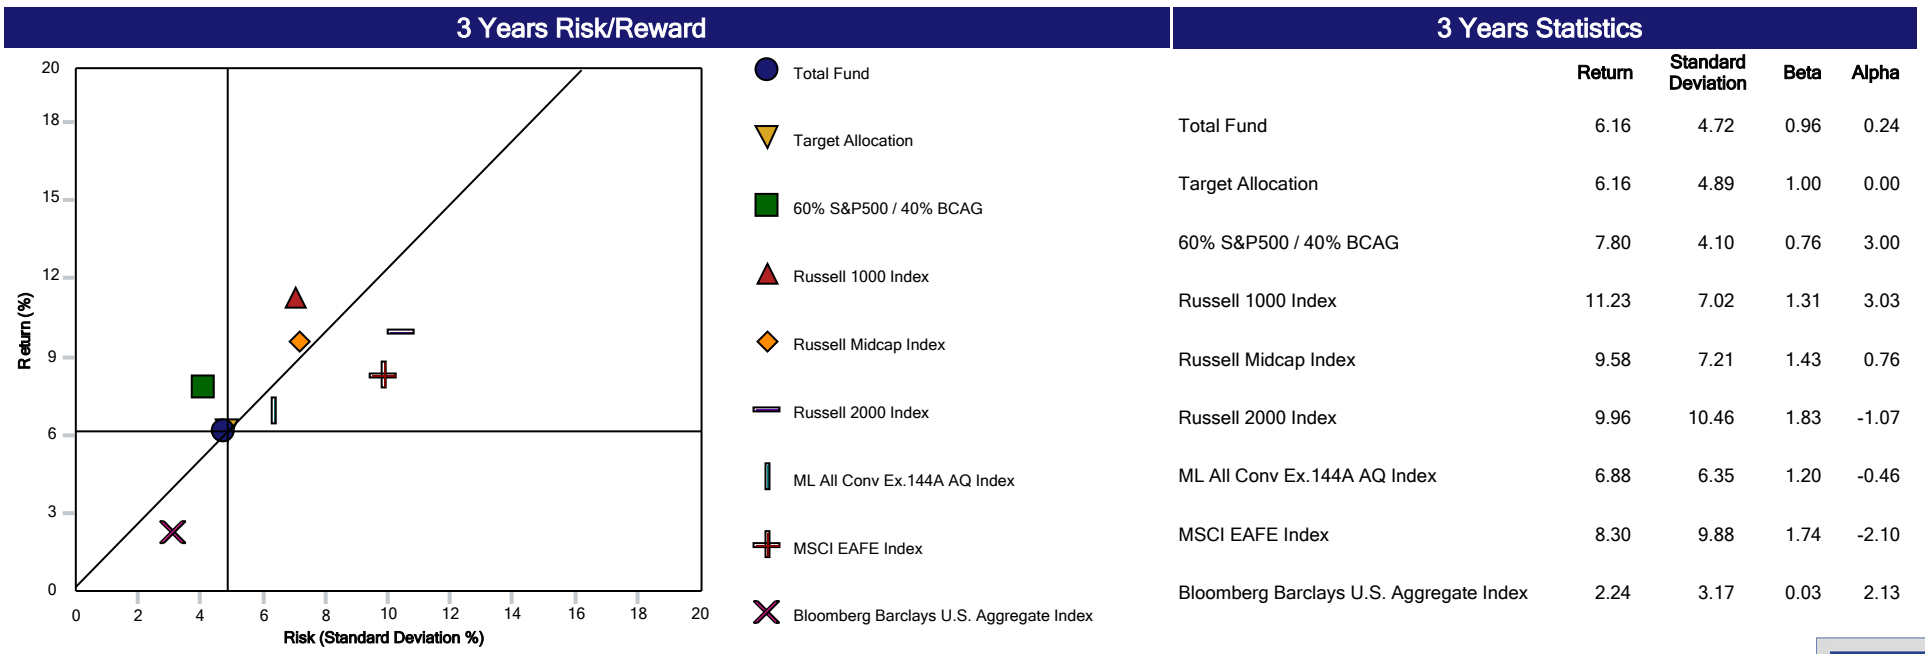 3 Years Risk/Reward
20
18
15
12
9
6
3
0
Return (%)
0 2 4 6 8 10 12 14 16 18 20
Risk (Standard Deviation %)
Total Fund
Target Allocation
60% S&P500 / 40% BCAG
Russell 1000 Index
Russell Midcap Index
Russell 2000 Index
ML All Conv Ex.144A AQ Index
MSCI EAFE Index
Bloomberg Barclays U.S. Aggregate Index
3 Years Statistics
Return Standard Deviation Beta Alpha
Total Fund 6.16 4.72 0.96 0.24
Target Allocation 6.16 4.89 1.00 0.00
60% S&P500 / 40% BCAG 7.80 4.10 0.76 3.00
Russell 1000 Index 11.23 7.02 1.31 3.03
Russell Midcap Index 9.58 7.21 1.43 0.76
Russell 2000 Index 9.96 10.46 1.83 -1.07
ML All Conv Ex.144A AQ Index 6.88 6.35 1.20 -0.46
MSCI EAFE Index 8.30 9.88 1.74 -2.10
Bloomberg Barclays U.S. Aggregate Index 2.24 3.17 0.03 2.13